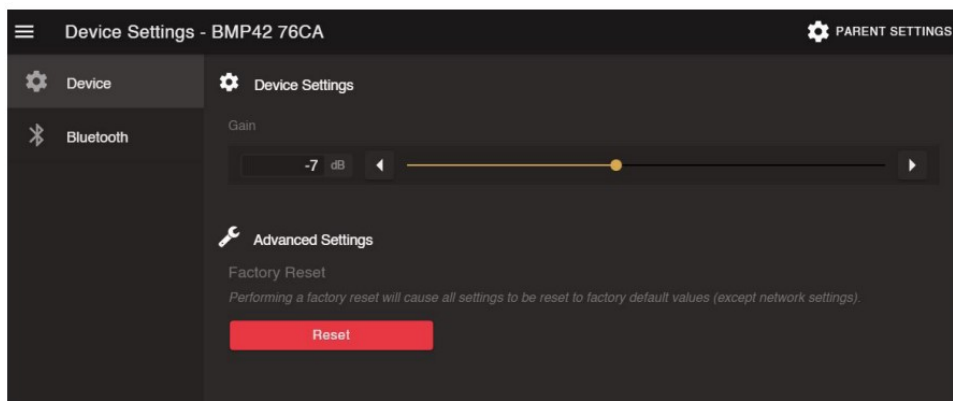 Device Settings - BMP42 76CA
PARENT SETTINGS
Device
Bluetooth
Device Settings
Gain
-7 dB
Advanced Settings
Factory Reset
Performing a factory reset will cause all settings to be reset to factory default values (except network settings).
Reset